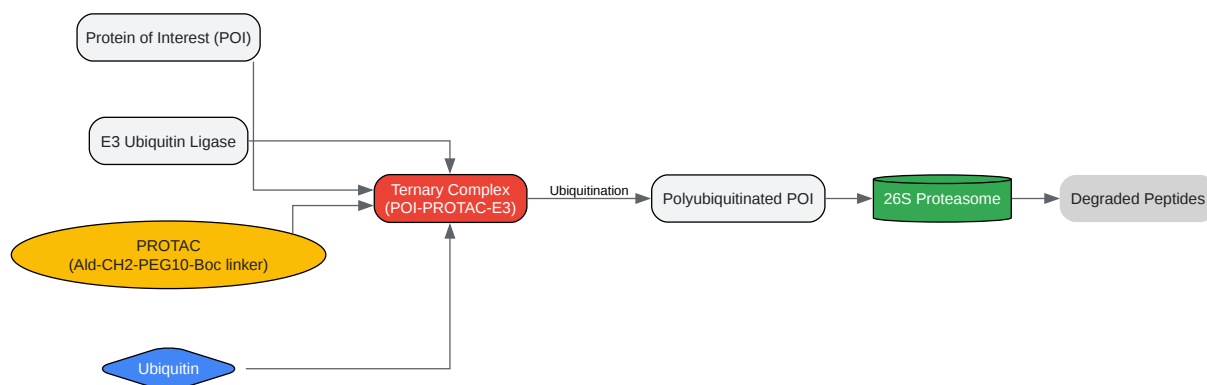 Protein of Interest (POI)
E3 Ubiquitin Ligase
Ternary Complex
(POI-PROTAC-E3)
Ubiquitination
Polyubiquitinated POI
26S Proteasome
Degraded Peptides
PROTAC
(Ald-CH2-PEG10-Boc linker)
Ubiquitin